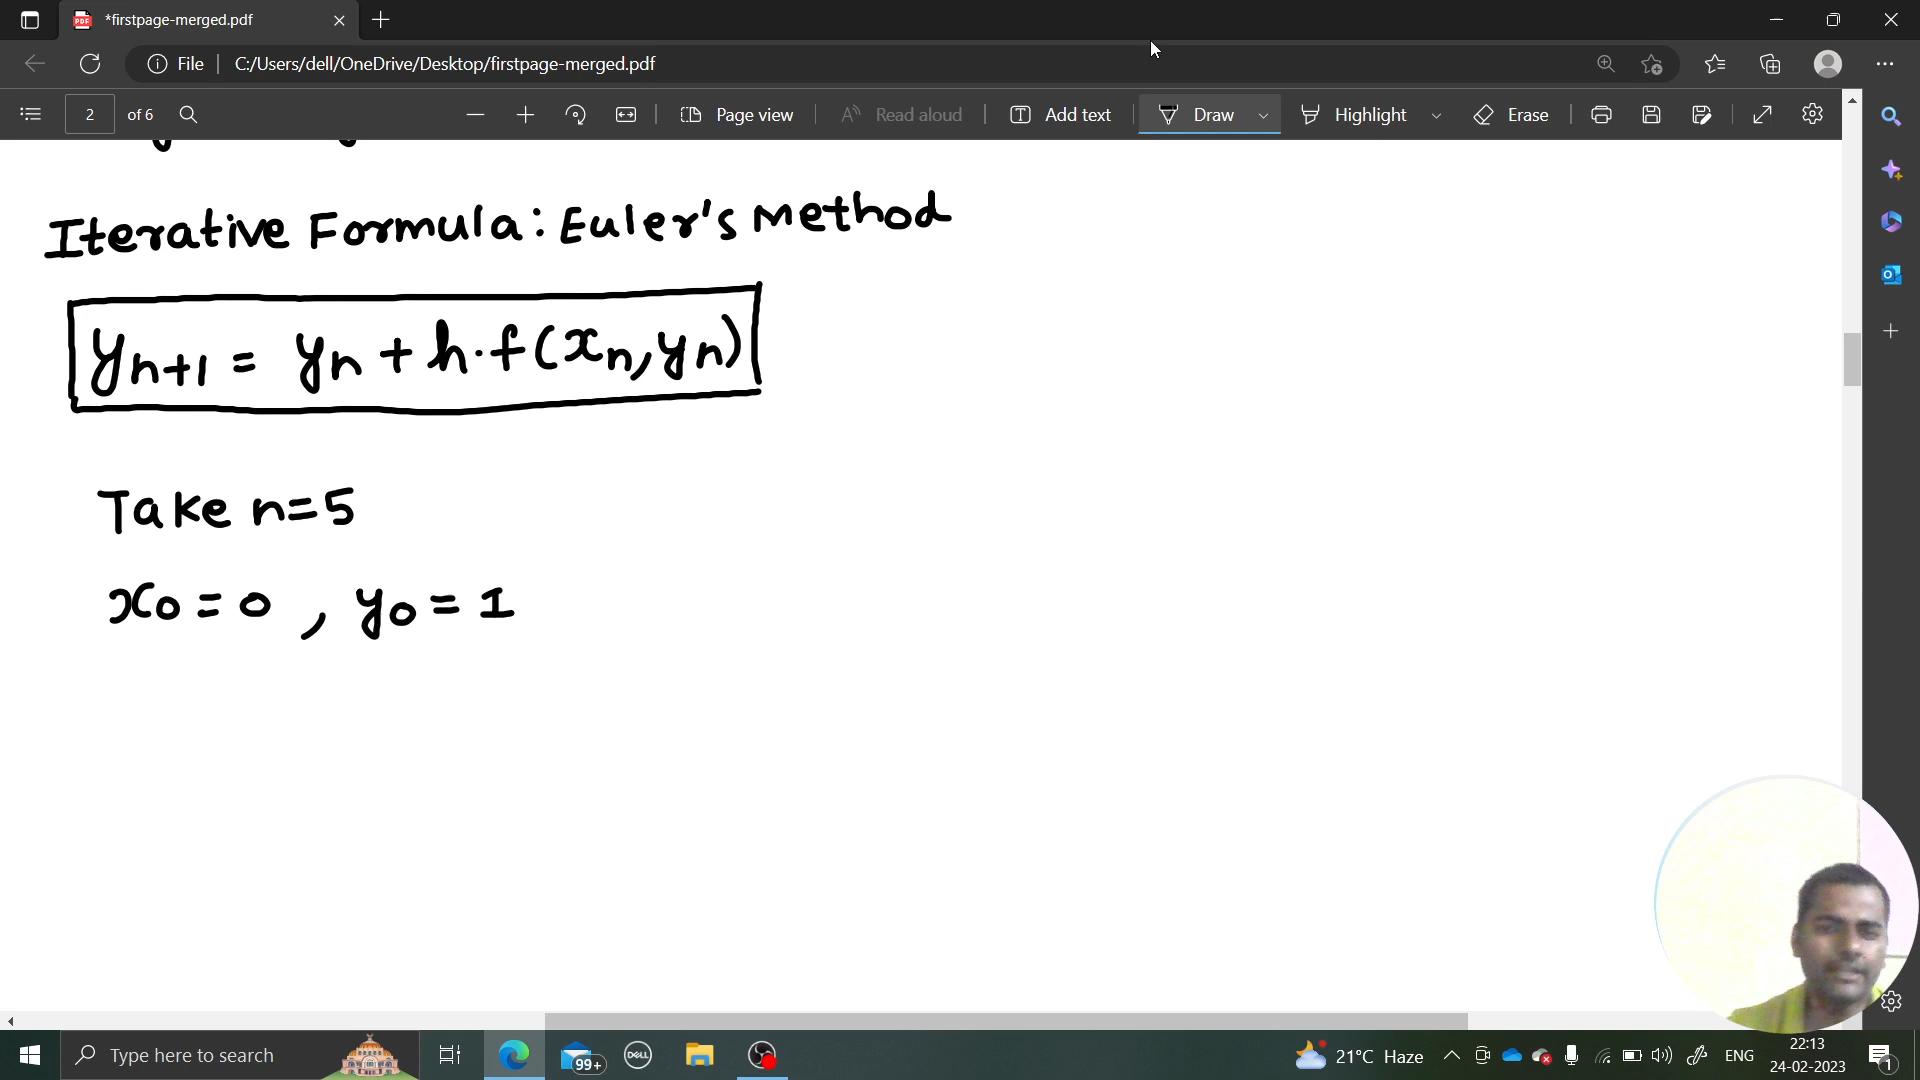 *firstpage-merged.pdf
File | C:/Users/dell/OneDrive/Desktop/firstpage-merged.pdf
2 of 6 Page view Read aloud Add text Draw Highlight Erase
Iterative Formula: Euler's Method
yₙ₊₁ = yₙ + h·f(xₙ, yₙ)
Take n=5
x₀ = 0 , y₀ = 1
Type here to search
99+
DELL
21°C Haze
ENG
22:13
24-02-2023
1